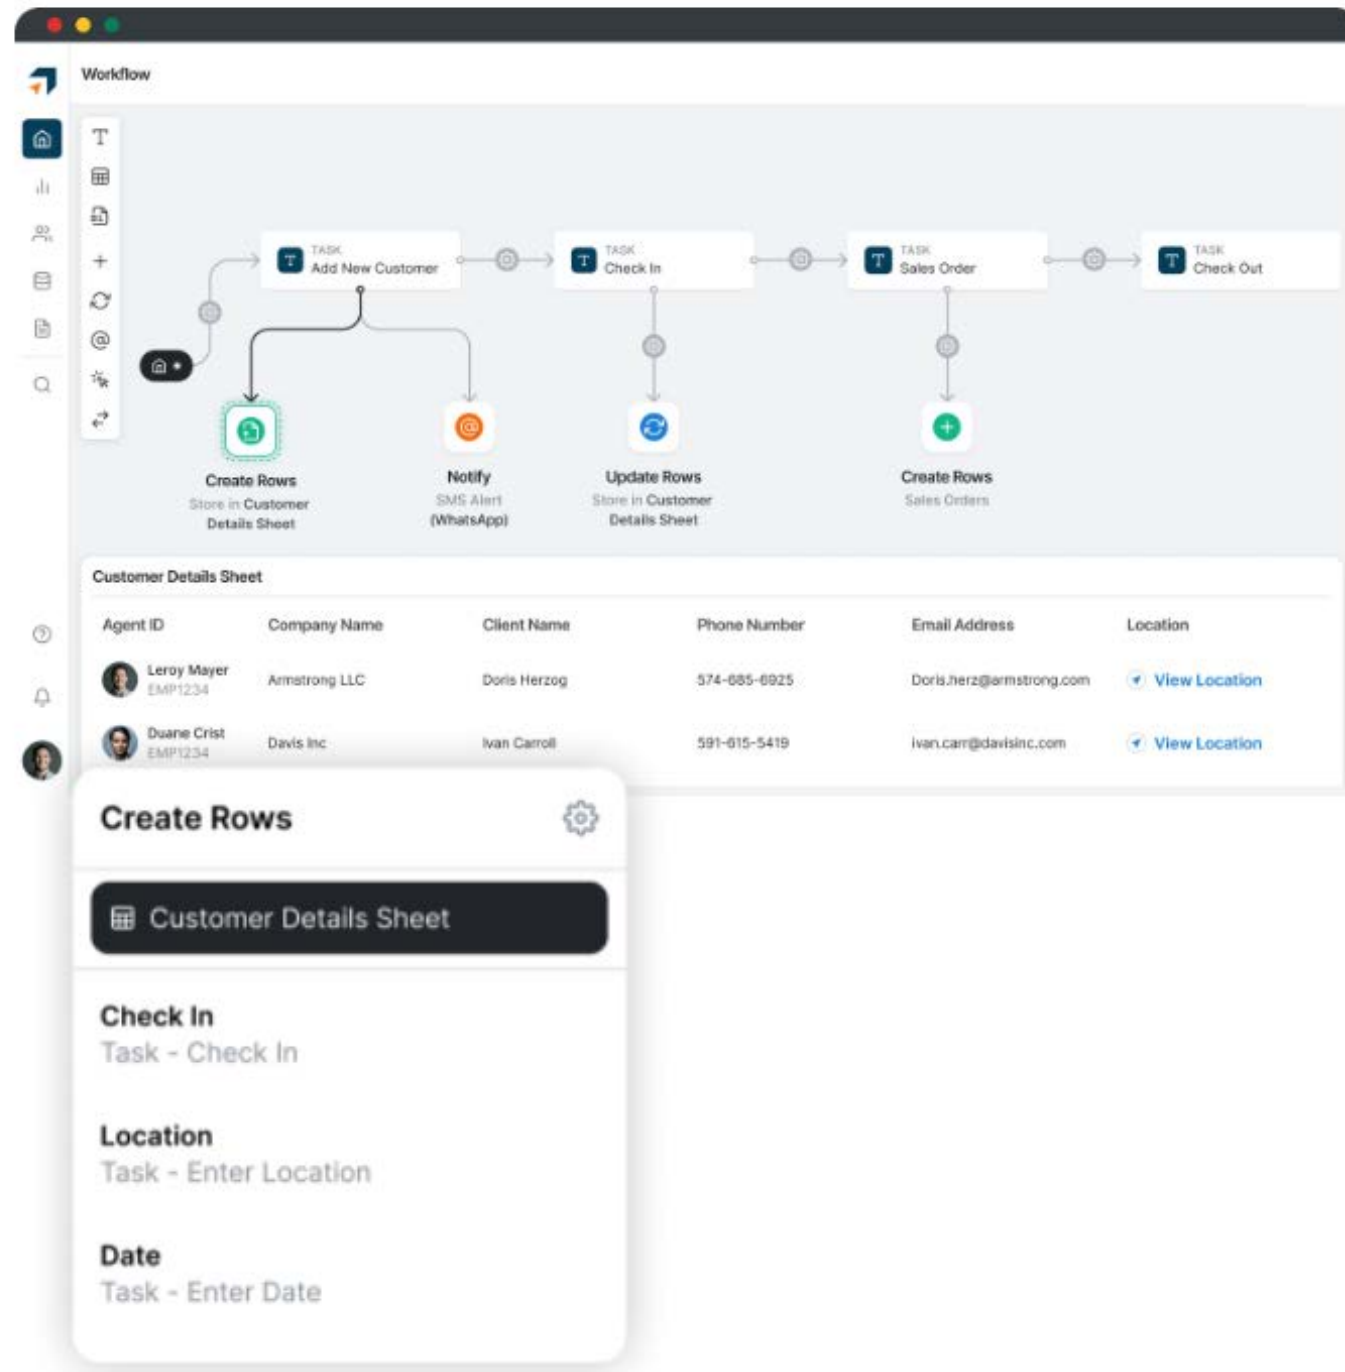 Workflow
T
TASK
Add New Customer
TASK
Check In
TASK
Sales Order
TASK
Check Out
Create Rows
Store in Customer
Details Sheet
Notify
SMS Alert
(WhatsApp)
Update Rows
Store in Customer
Details Sheet
Create Rows
Sales Orders
Customer Details Sheet
Agent ID Company Name Client Name Phone Number Email Address Location
Leroy Mayer
EMP1234
Armstrong LLC Doris Herzog 574-685-6925 Doris.herz@armstrong.com View Location
Duane Crist
EMP1234
Davis Inc Ivan Carroll 591-615-5419 ivan.carr@davisinc.com View Location
Create Rows
Customer Details Sheet
Check In
Task - Check In
Location
Task - Enter Location
Date
Task - Enter Date